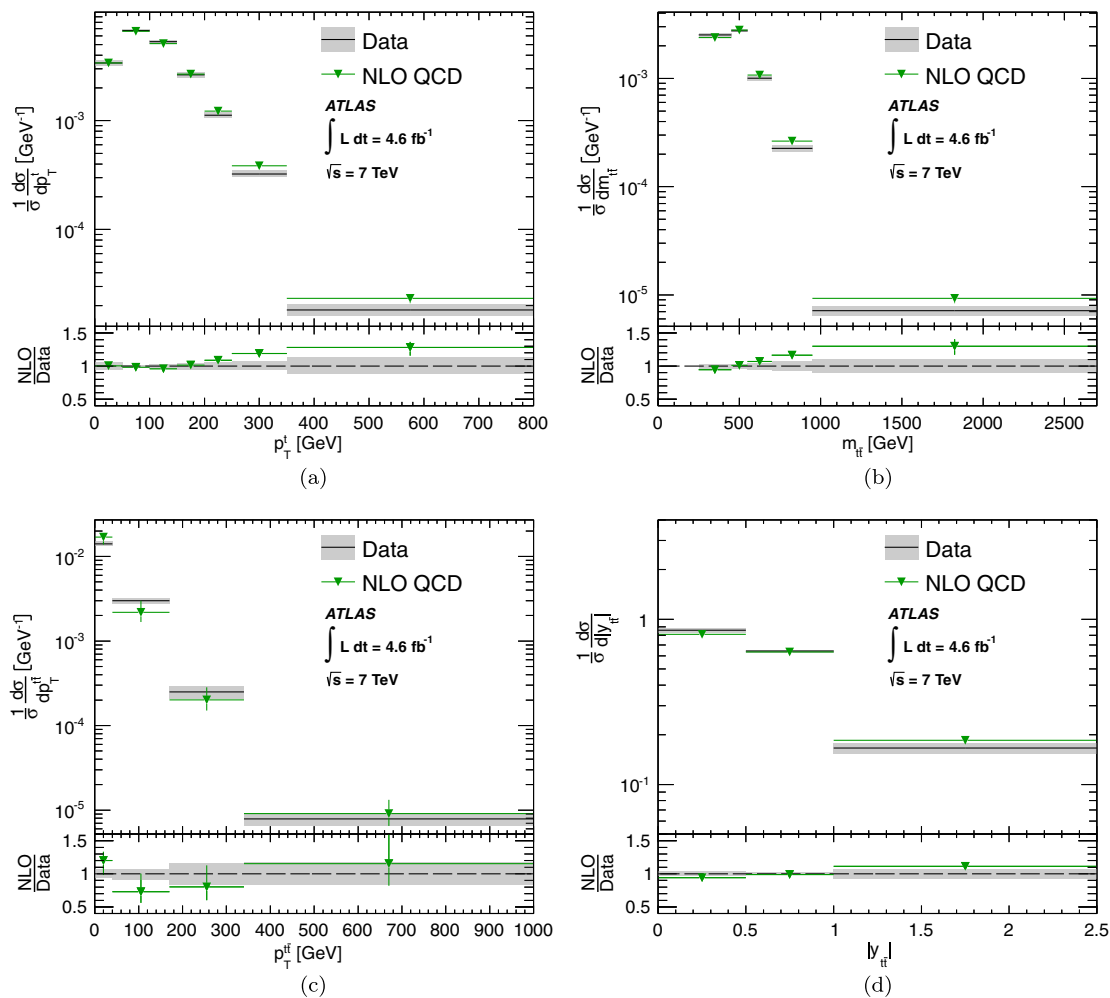 Data
NLO QCD
ATLAS
∫ L dt = 4.6 fb⁻¹
√s = 7 TeV
1/σ dσ/dp_T^t [GeV⁻¹]
10⁻³
10⁻⁴
NLO/Data
1.5
1
0.5
0 100 200 300 400 500 600 700 800
p_T^t [GeV]
(a)
Data
NLO QCD
ATLAS
∫ L dt = 4.6 fb⁻¹
√s = 7 TeV
1/σ dσ/dm_tt̄ [GeV⁻¹]
10⁻³
10⁻⁴
10⁻⁵
NLO/Data
1.5
1
0.5
0 500 1000 1500 2000 2500
m_tt̄ [GeV]
(b)
Data
NLO QCD
ATLAS
∫ L dt = 4.6 fb⁻¹
√s = 7 TeV
1/σ dσ/dp_T^tt̄ [GeV⁻¹]
10⁻²
10⁻³
10⁻⁴
10⁻⁵
NLO/Data
1.5
1
0.5
0 100 200 300 400 500 600 700 800 900 1000
p_T^tt̄ [GeV]
(c)
Data
NLO QCD
ATLAS
∫ L dt = 4.6 fb⁻¹
√s = 7 TeV
1/σ dσ/d|y_tt̄|
1
10⁻¹
NLO/Data
1.5
1
0.5
0 0.5 1 1.5 2 2.5
|y_tt̄|
(d)